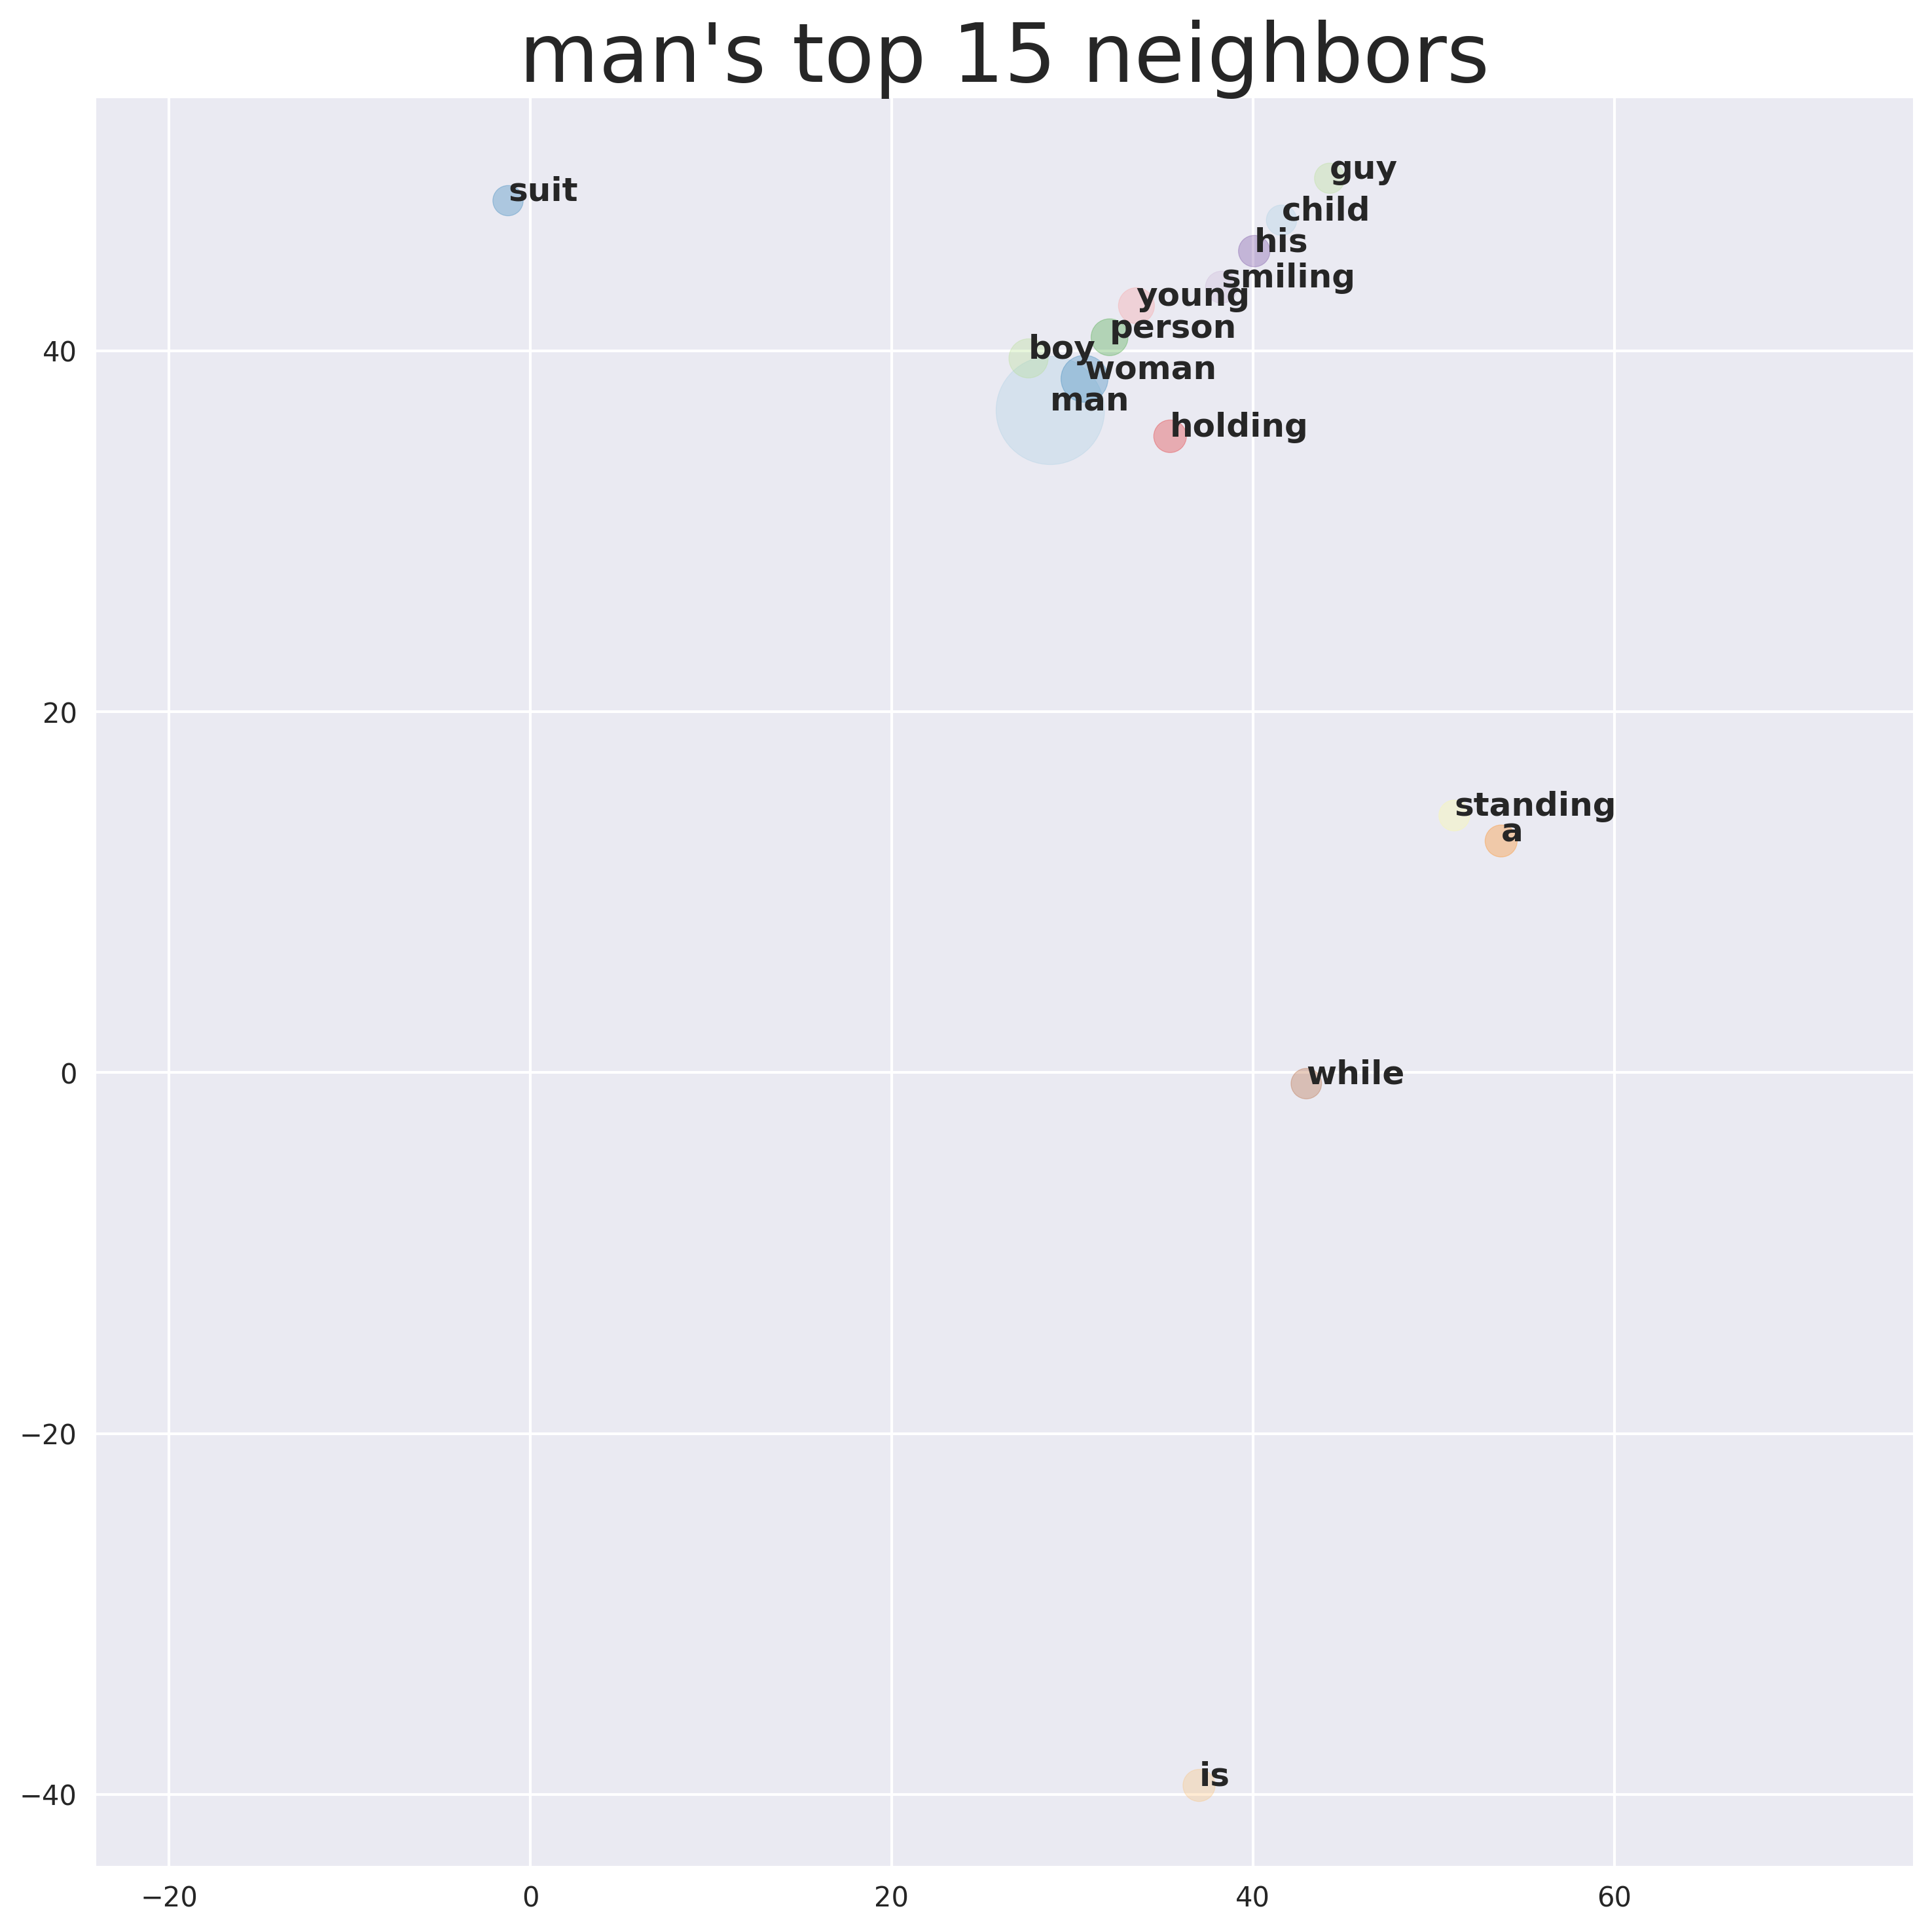 man's top 15 neighbors
guy
suit
child
his
smiling
young
person
40
boy
woman
man
holding
20
standing
a
0
while
−20
is
−40
−20 0 20 40 60